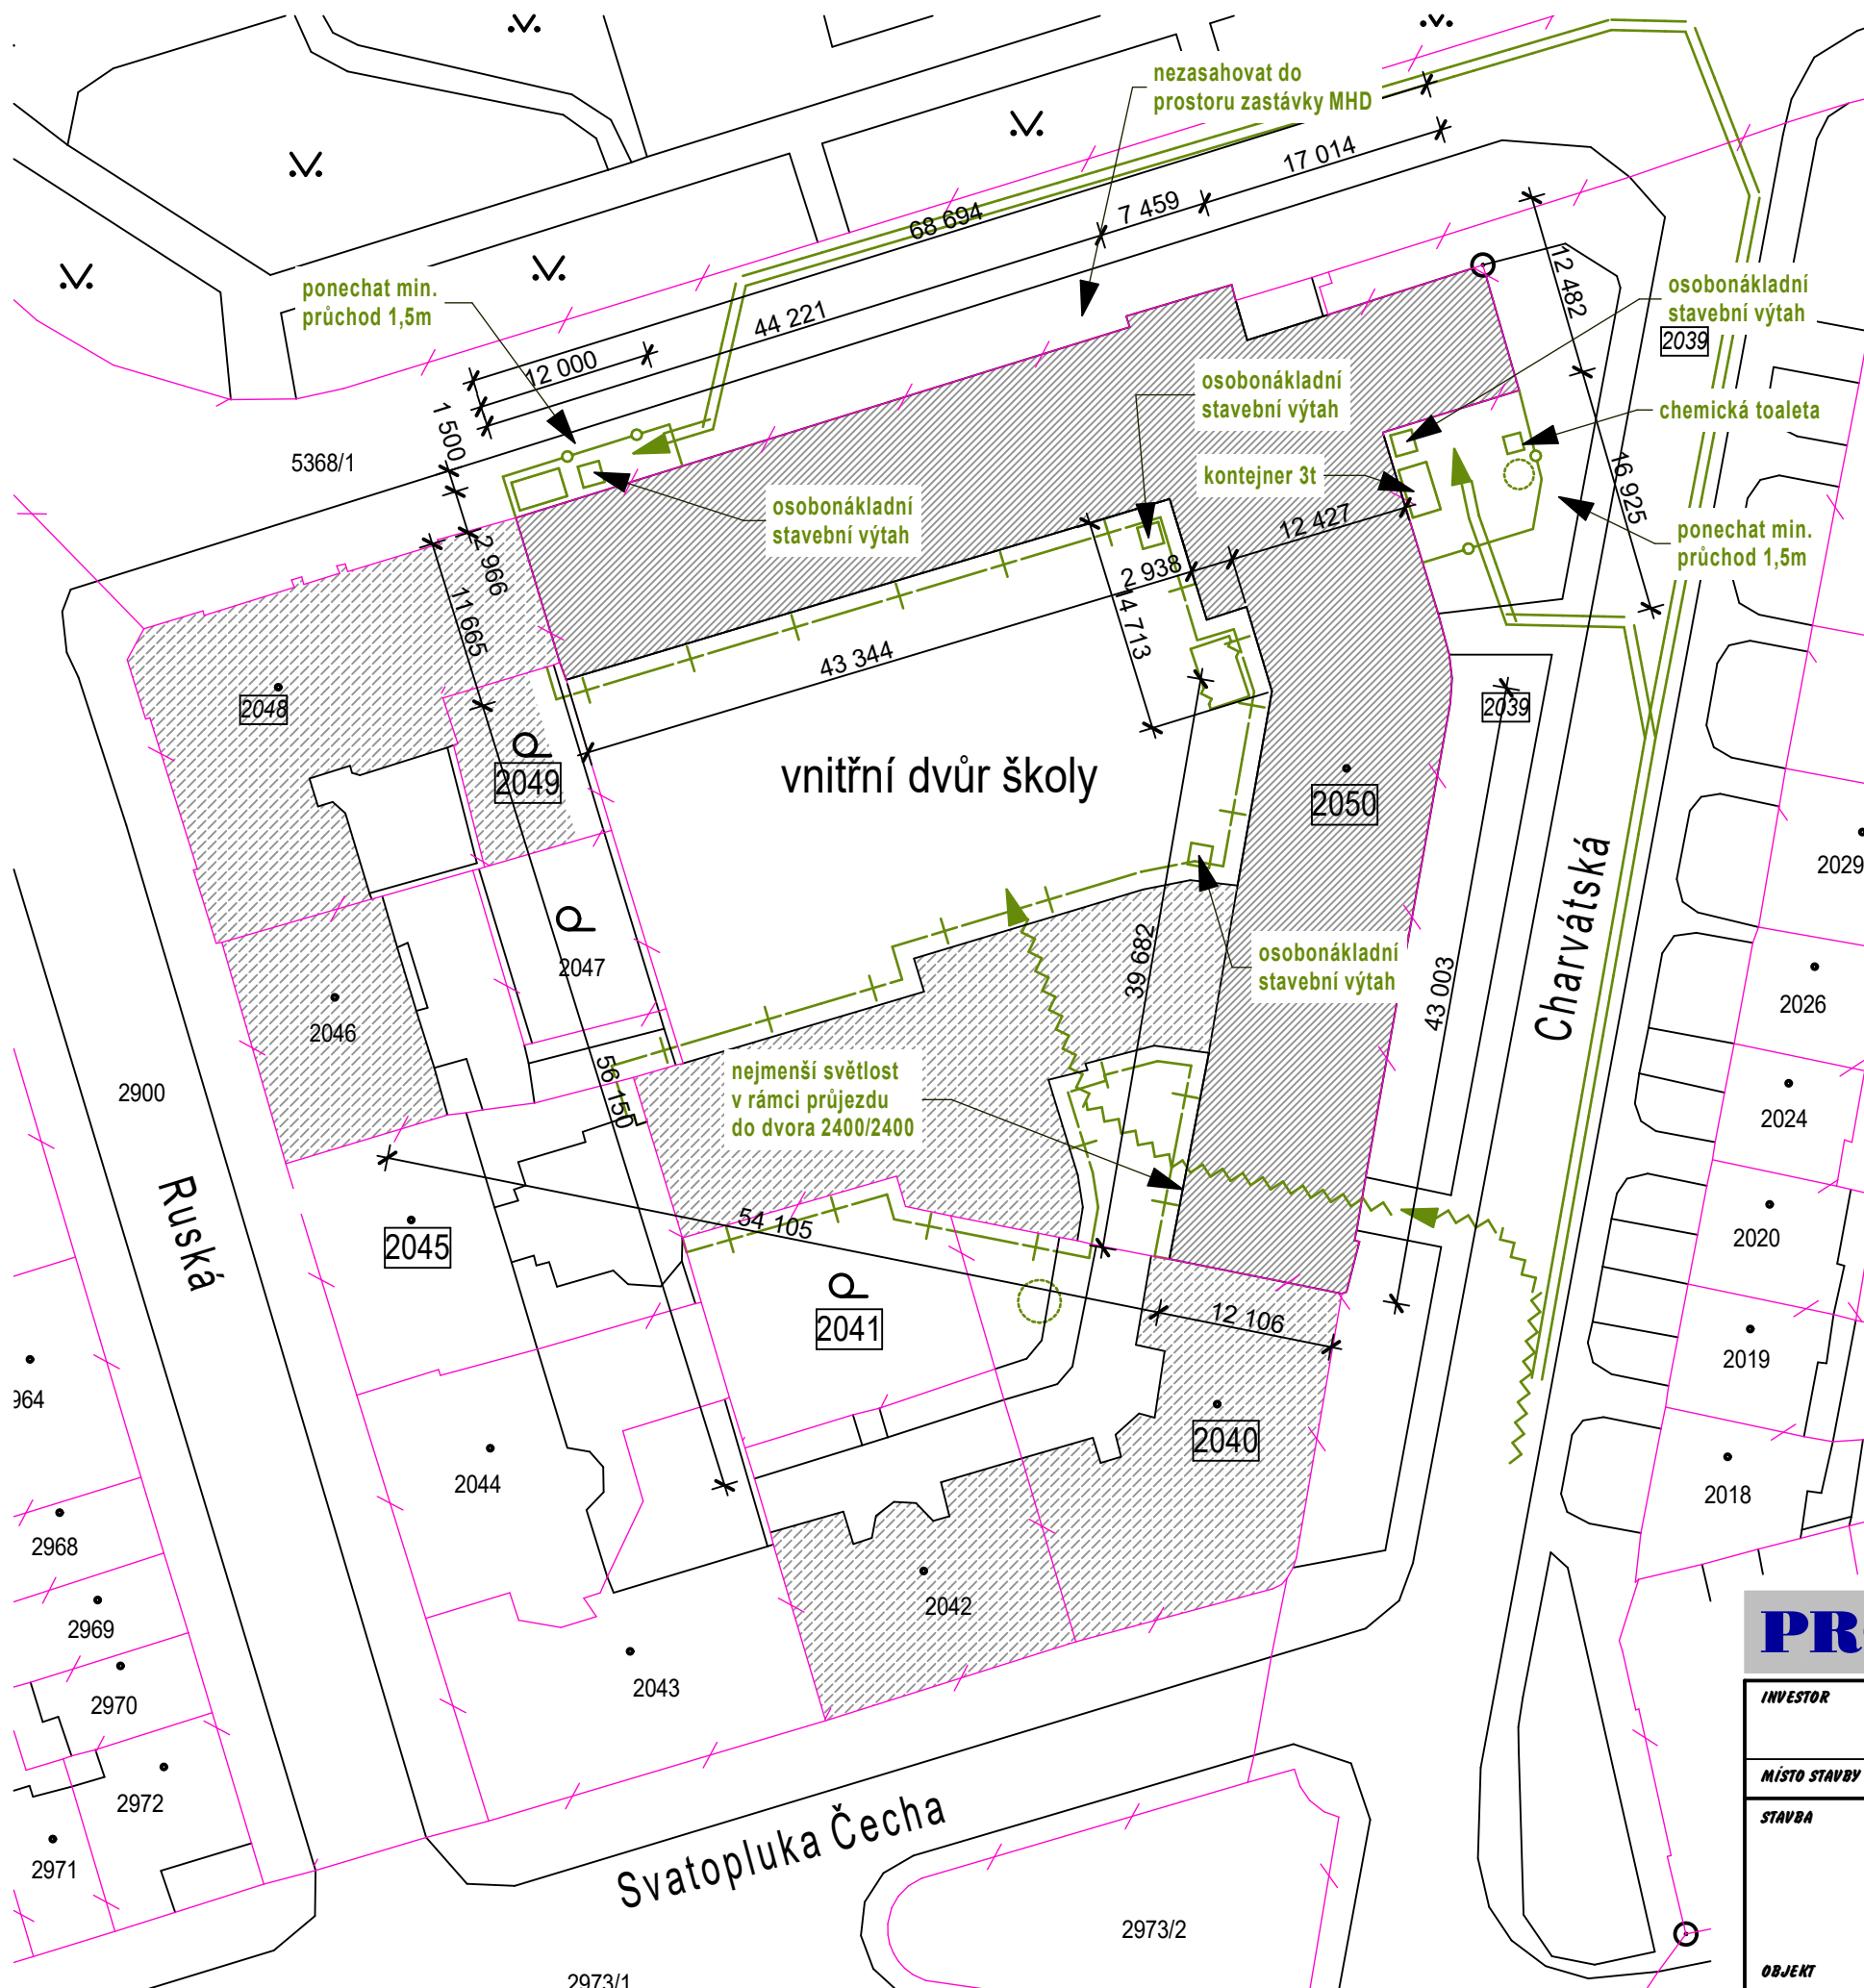 nezasahovat do
prostoru zastávky MHD
17 014
7 459
68 694
12 482
ponechat min.
průchod 1,5m
44 221
osobonákladní
stavební výtah
2039
12 000
osobonákladní
stavební výtah
chemická toaleta
1 500
5368/1
kontejner 3t
16 925
osobonákladní
stavební výtah
12 427
ponechat min.
průchod 1,5m
2 966
2 938
11 665
14 713
43 344
2048
2039
vnitřní dvůr školy
2049
2050
2029
Charvátská
2047
osobonákladní
stavební výtah
39 682
43 003
2026
2046
nejmenší světlost
v rámci průjezdu
do dvora 2400/2400
56 150
2900
2024
Ruská
54 105
2045
2020
12 106
2041
2019
964
2040
2044
2018
2968
2042
2969
2043
2970
PR
INVESTOR
MÍSTO STAVBY
STAVBA
2972
Svatopluka Čecha
2971
2973/2
OBJEKT
2973/1